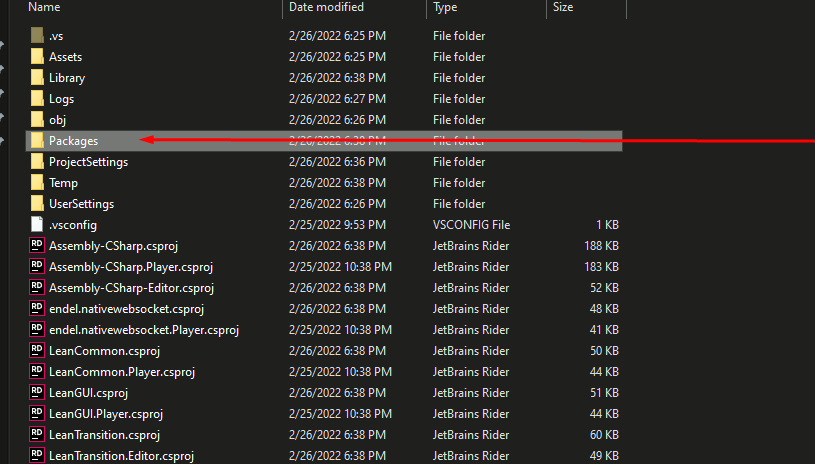 Name Date modified Type Size
.vs 2/26/2022 6:25 PM File folder
Assets 2/26/2022 6:25 PM File folder
Library 2/26/2022 6:38 PM File folder
Logs 2/26/2022 6:27 PM File folder
obj 2/26/2022 6:26 PM File folder
Packages 2/26/2022 6:38 PM File folder
ProjectSettings 2/26/2022 6:36 PM File folder
Temp 2/26/2022 6:38 PM File folder
UserSettings 2/26/2022 6:26 PM File folder
.vsconfig 2/25/2022 9:53 PM VSCONFIG File 1 KB
RD Assembly-CSharp.csproj 2/26/2022 6:38 PM JetBrains Rider 188 KB
RD Assembly-CSharp.Player.csproj 2/25/2022 10:38 PM JetBrains Rider 183 KB
RD Assembly-CSharp-Editor.csproj 2/26/2022 6:38 PM JetBrains Rider 52 KB
RD endel.nativewebsocket.csproj 2/26/2022 6:38 PM JetBrains Rider 48 KB
RD endel.nativewebsocket.Player.csproj 2/25/2022 10:38 PM JetBrains Rider 41 KB
RD LeanCommon.csproj 2/26/2022 6:38 PM JetBrains Rider 50 KB
RD LeanCommon.Player.csproj 2/25/2022 10:38 PM JetBrains Rider 44 KB
RD LeanGUI.csproj 2/26/2022 6:38 PM JetBrains Rider 51 KB
RD LeanGUI.Player.csproj 2/25/2022 10:38 PM JetBrains Rider 44 KB
RD LeanTransition.csproj 2/26/2022 6:38 PM JetBrains Rider 60 KB
RD LeanTransition.Editor.csproj 2/26/2022 6:38 PM JetBrains Rider 49 KB